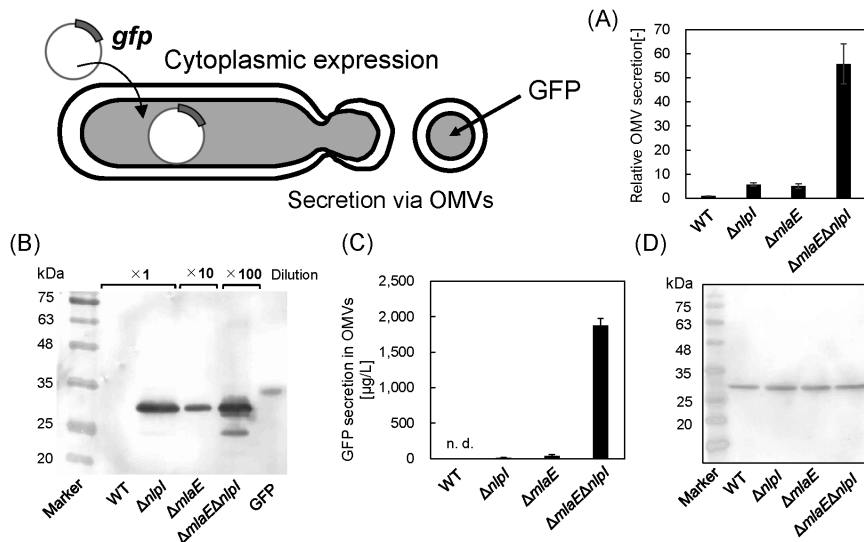 gfp
Cytoplasmic expression
GFP
Secretion via OMVs
(A)
Relative OMV secretion[-]
70
60
50
40
30
20
10
0
WT
ΔnlpI
ΔmlaE
ΔmlaEΔnlpI
(B)
kDa
×1
×10
×100
Dilution
75
63
48
35
25
20
Marker
WT
ΔnlpI
ΔmlaE
ΔmlaEΔnlpI
GFP
(C)
GFP secretion in OMVs
[µg/L]
2,500
2,000
1,500
1,000
500
0
n. d.
WT
ΔnlpI
ΔmlaE
ΔmlaEΔnlpI
(D)
kDa
75
63
48
35
25
20
Marker
WT
ΔnlpI
ΔmlaE
ΔmlaEΔnlpI